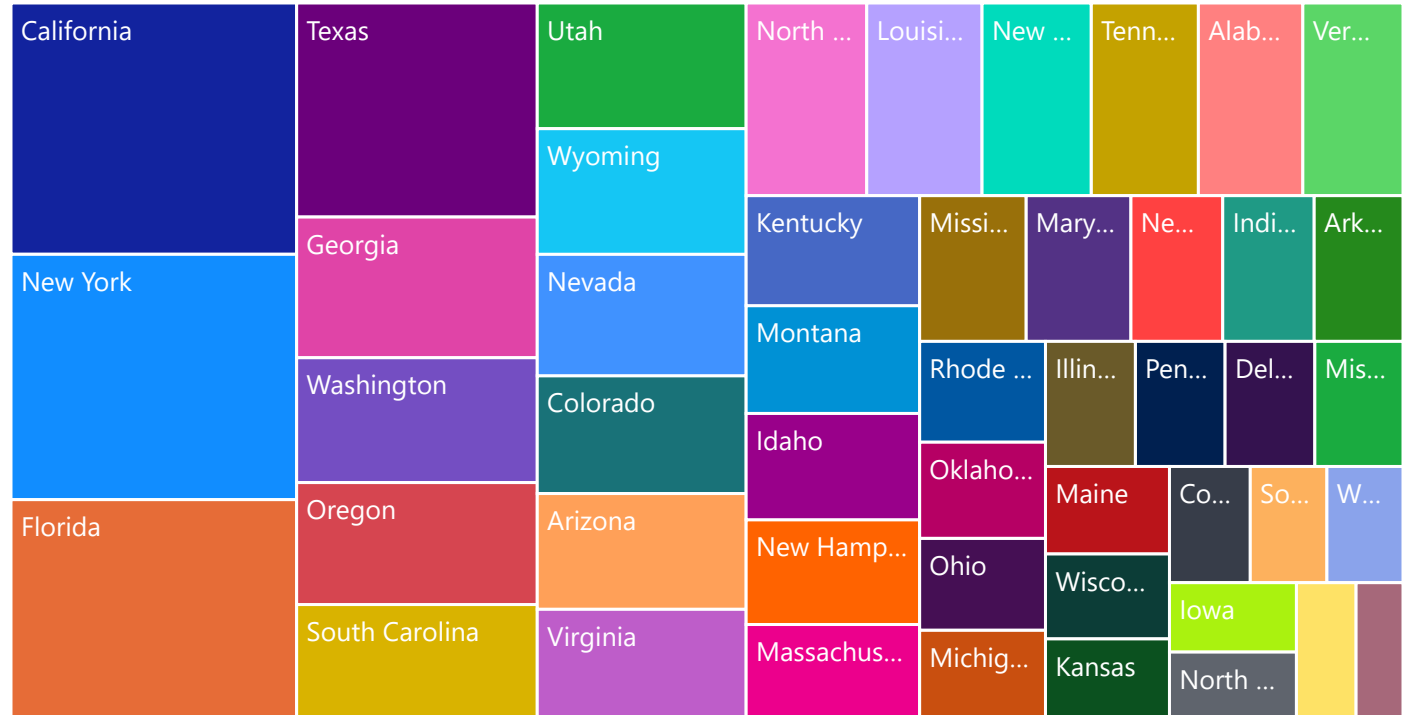 California
New York
Florida
Texas
Georgia
Washington
Oregon
South Carolina
Utah
Wyoming
Nevada
Colorado
Arizona
Virginia
North ...
Louisi...
New ...
Tenn...
Alab...
Ver...
Kentucky
Montana
Idaho
New Hamp...
Massachus...
Missi...
Mary...
Ne...
Indi...
Ark...
Rhode ...
Oklaho...
Ohio
Michig...
Illin...
Pen...
Del...
Mis...
Maine
Wisco...
Kansas
Co...
So...
W...
Iowa
North ...